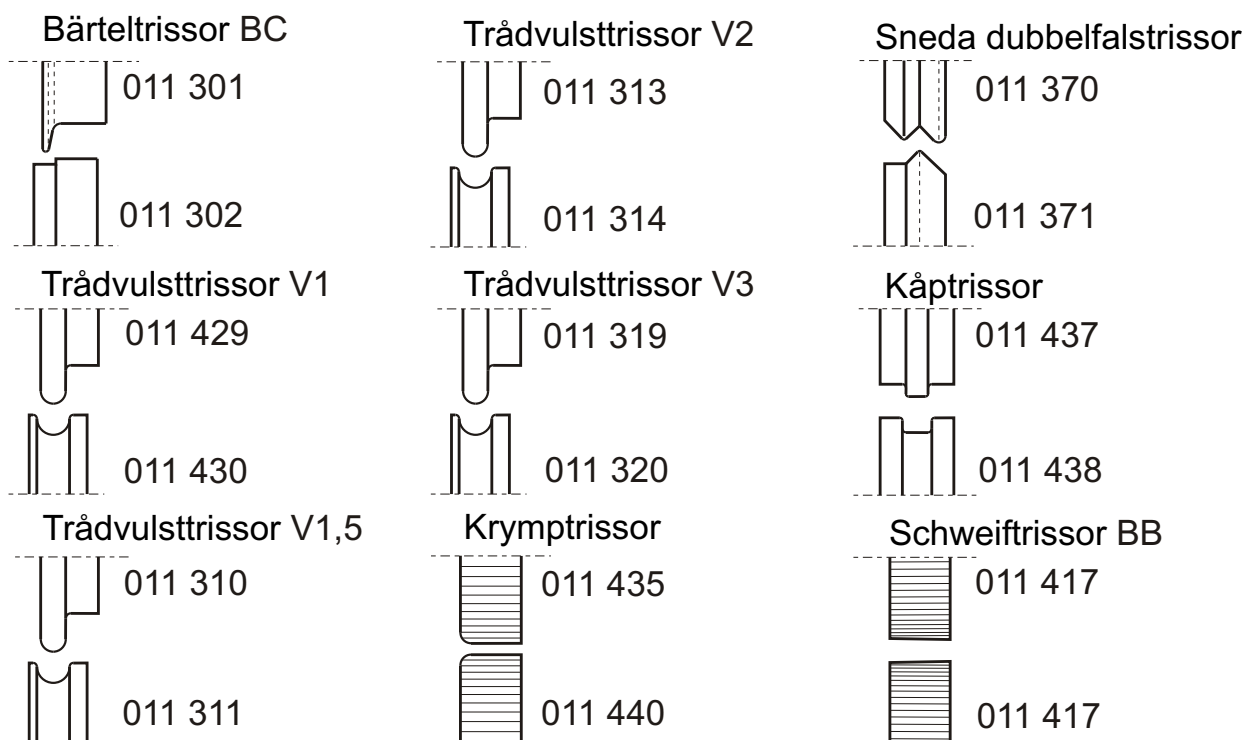 Bärteltrissor BC
011 301
011 302
Trådvulsttrissor V1
011 429
011 430
Trådvulsttrissor V1,5
011 310
011 311
Trådvulsttrissor V2
011 313
011 314
Trådvulsttrissor V3
011 319
011 320
Krymptrissor
011 435
011 440
Sneda dubbelfalstrissor
011 370
011 371
Kåptrissor
011 437
011 438
Schweiftrissor BB
011 417
011 417